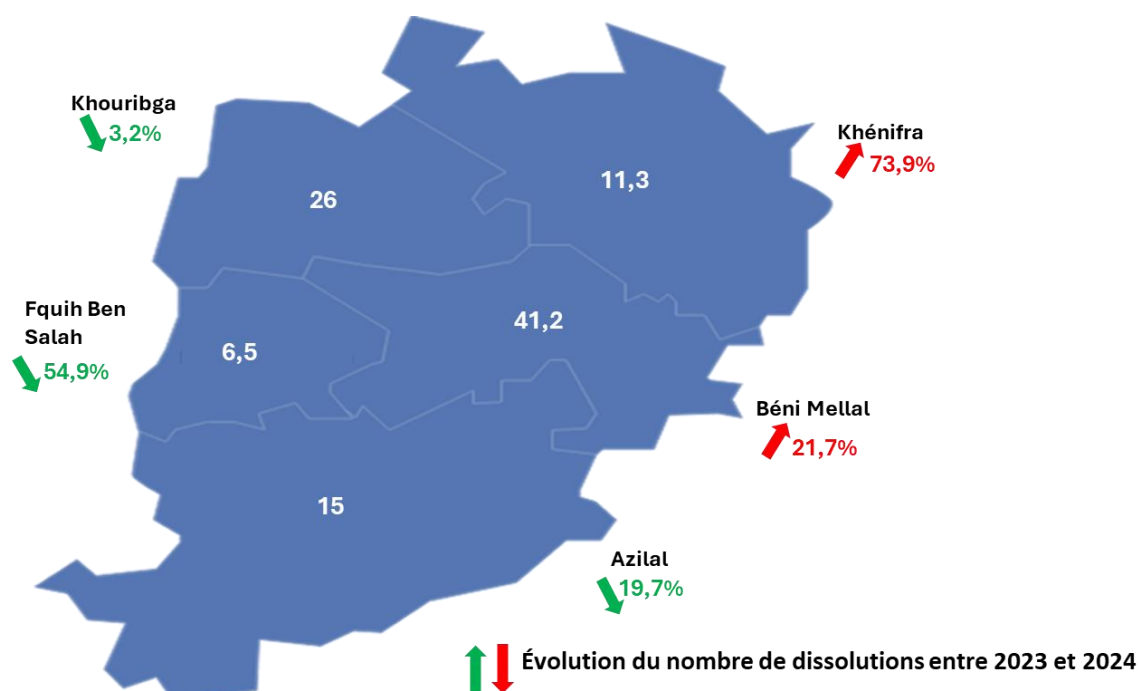 Khouribga
3,2%
Khénifra
73,9%
26
11,3
Fquih Ben
Salah
54,9%
6,5
41,2
Béni Mellal
21,7%
15
Azilal
19,7%
Évolution du nombre de dissolutions entre 2023 et 2024